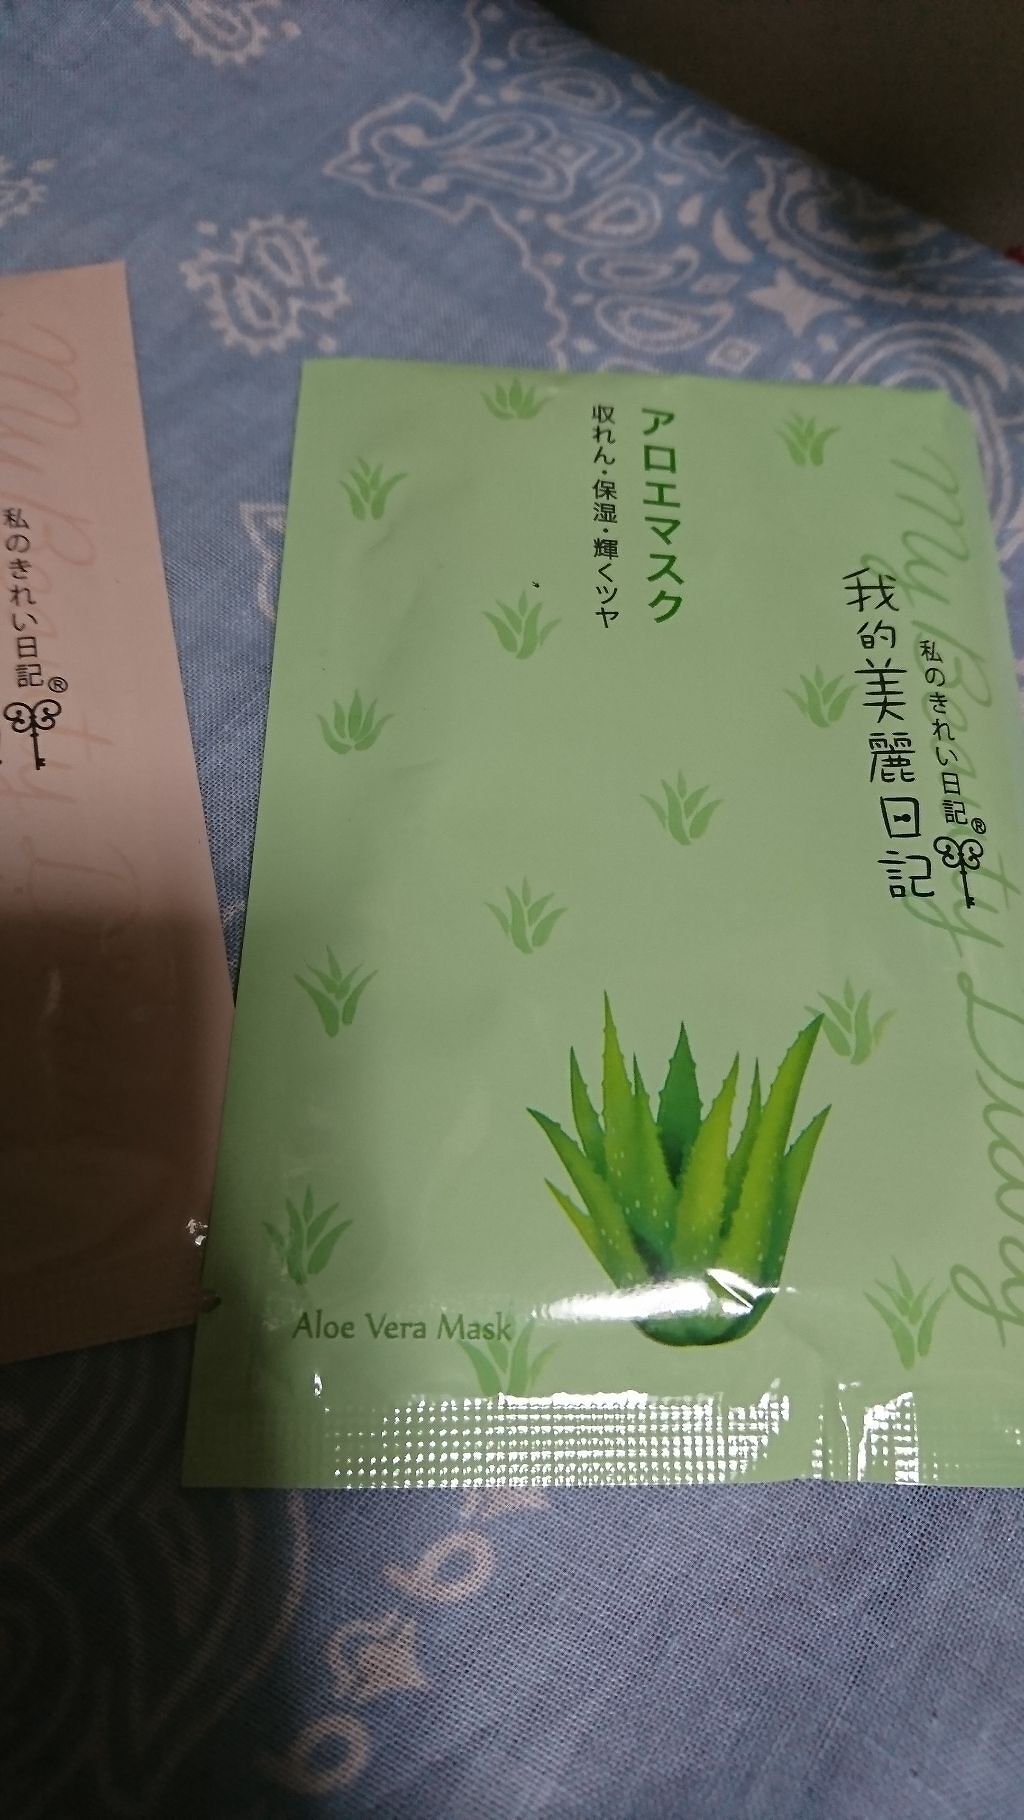 アロエマスク
収れん・保湿・輝くツヤ
My Beauty Diary
私のきれい日記®
我的美麗日記
Aloe Vera Mask
My Beauty
私のきれい日記®